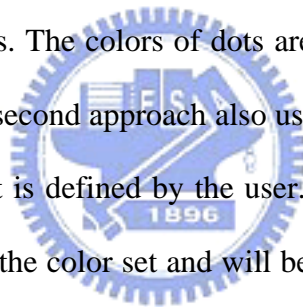 s. The colors of dots are
second approach also us
t is defined by the user.
1896
the color set and will be